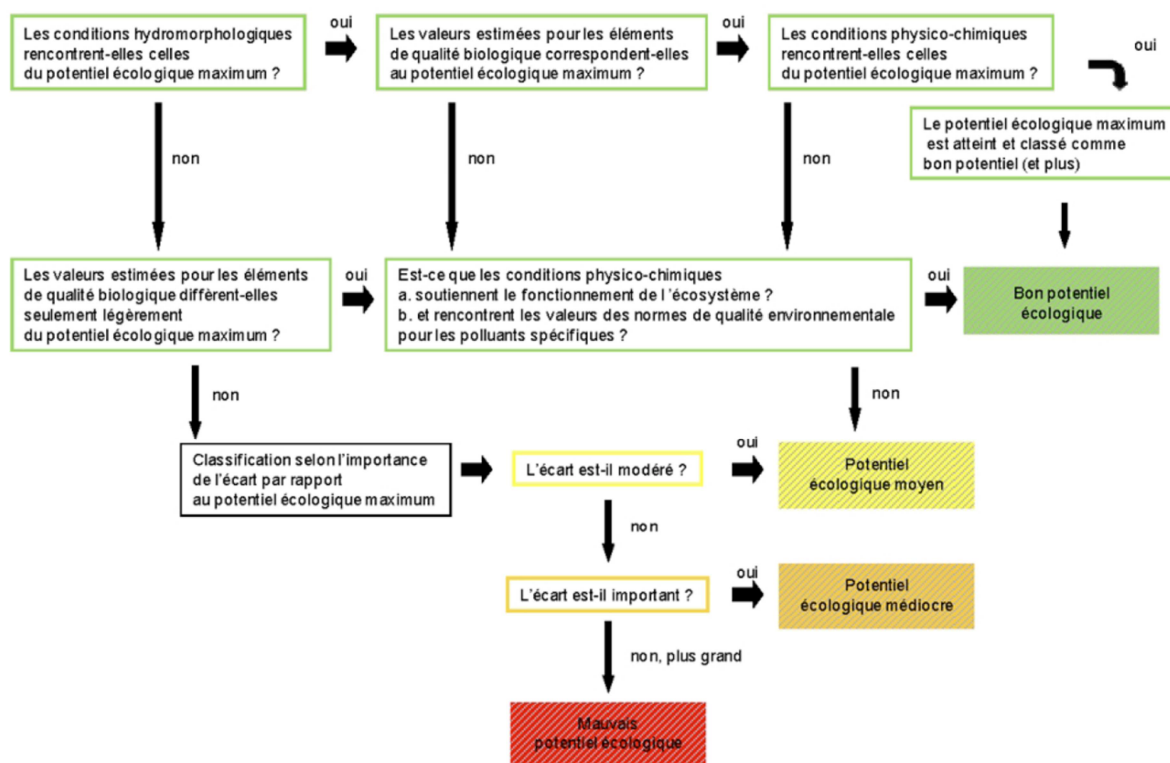 Les conditions hydromorphologiques
rencontrent-elles celles
du potentiel écologique maximum ?
oui
Les valeurs estimées pour les éléments
de qualité biologique correspondent-elles
au potentiel écologique maximum ?
oui
Les conditions physico-chimiques
rencontrent-elles celles
du potentiel écologique maximum ?
oui
Le potentiel écologique maximum
est atteint et classé comme
bon potentiel (et plus)
non
non
non
Les valeurs estimées pour les éléments
de qualité biologique diffèrent-elles
seulement légèrement
du potentiel écologique maximum ?
oui
Est-ce que les conditions physico-chimiques
a. soutiennent le fonctionnement de l'écosystème ?
b. et rencontrent les valeurs des normes de qualité environnementale
pour les polluants spécifiques ?
oui
Bon potentiel
écologique
non
non
Classification selon l'importance
de l'écart par rapport
au potentiel écologique maximum
L'écart est-il modéré ?
oui
Potentiel
écologique moyen
non
L'écart est-il important ?
oui
Potentiel
écologique médiocre
non, plus grand
Mauvais
potentiel écologique